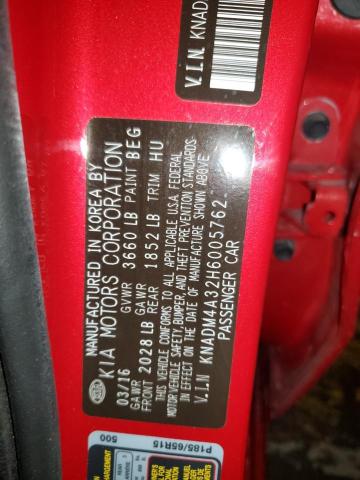 V.I.N. KNAD
MANUFACTURED IN KOREA BY
KIA MOTORS CORPORATION
03/16 GVWR 3660 LB PAINT BEG
GAWR FRONT 2028 LB GAWR REAR 1852 LB TRIM HU
THIS VEHICLE CONFORMS TO ALL APPLICABLE U.S.A. FEDERAL
MOTOR VEHICLE SAFETY, BUMPER, AND THEFT PREVENTION STANDARDS
IN EFFECT ON THE DATE OF MANUFACTURE SHOWN ABOVE
V.I.N KNADM4A32H6005762
PASSENGER CAR
P185/65R15
500